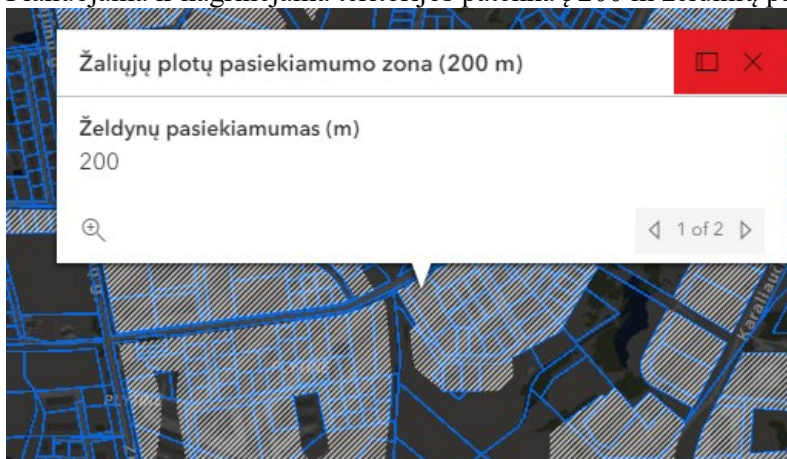 Žaliųjų plotų pasiekiamumo zona (200 m)
Želdynų pasiekiamumas (m)
200
1 of 2